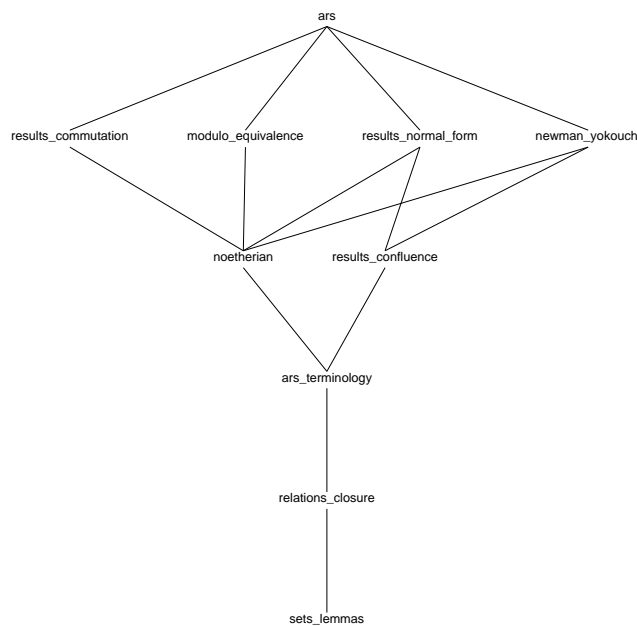 ars
results_commutation modulo_equivalence results_normal_form newman_yokouch
noetherian results_confluence
ars_terminology
relations_closure
sets_lemmas